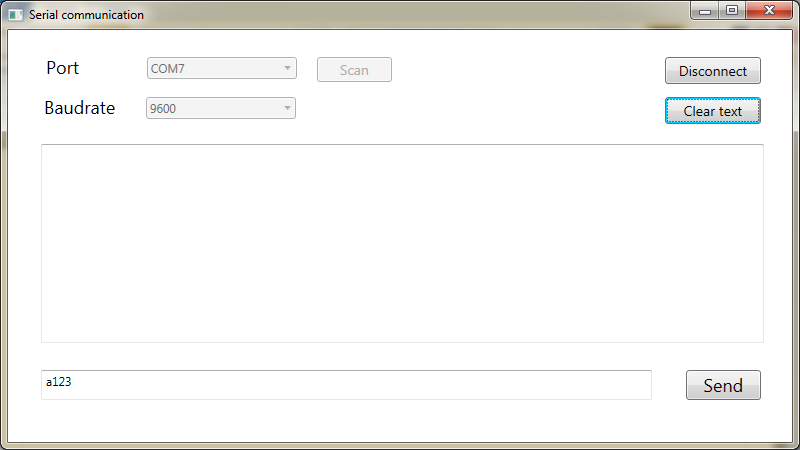 Serial communication
Port COM7 Scan Disconnect
Baudrate 9600 Clear text
a123 Send